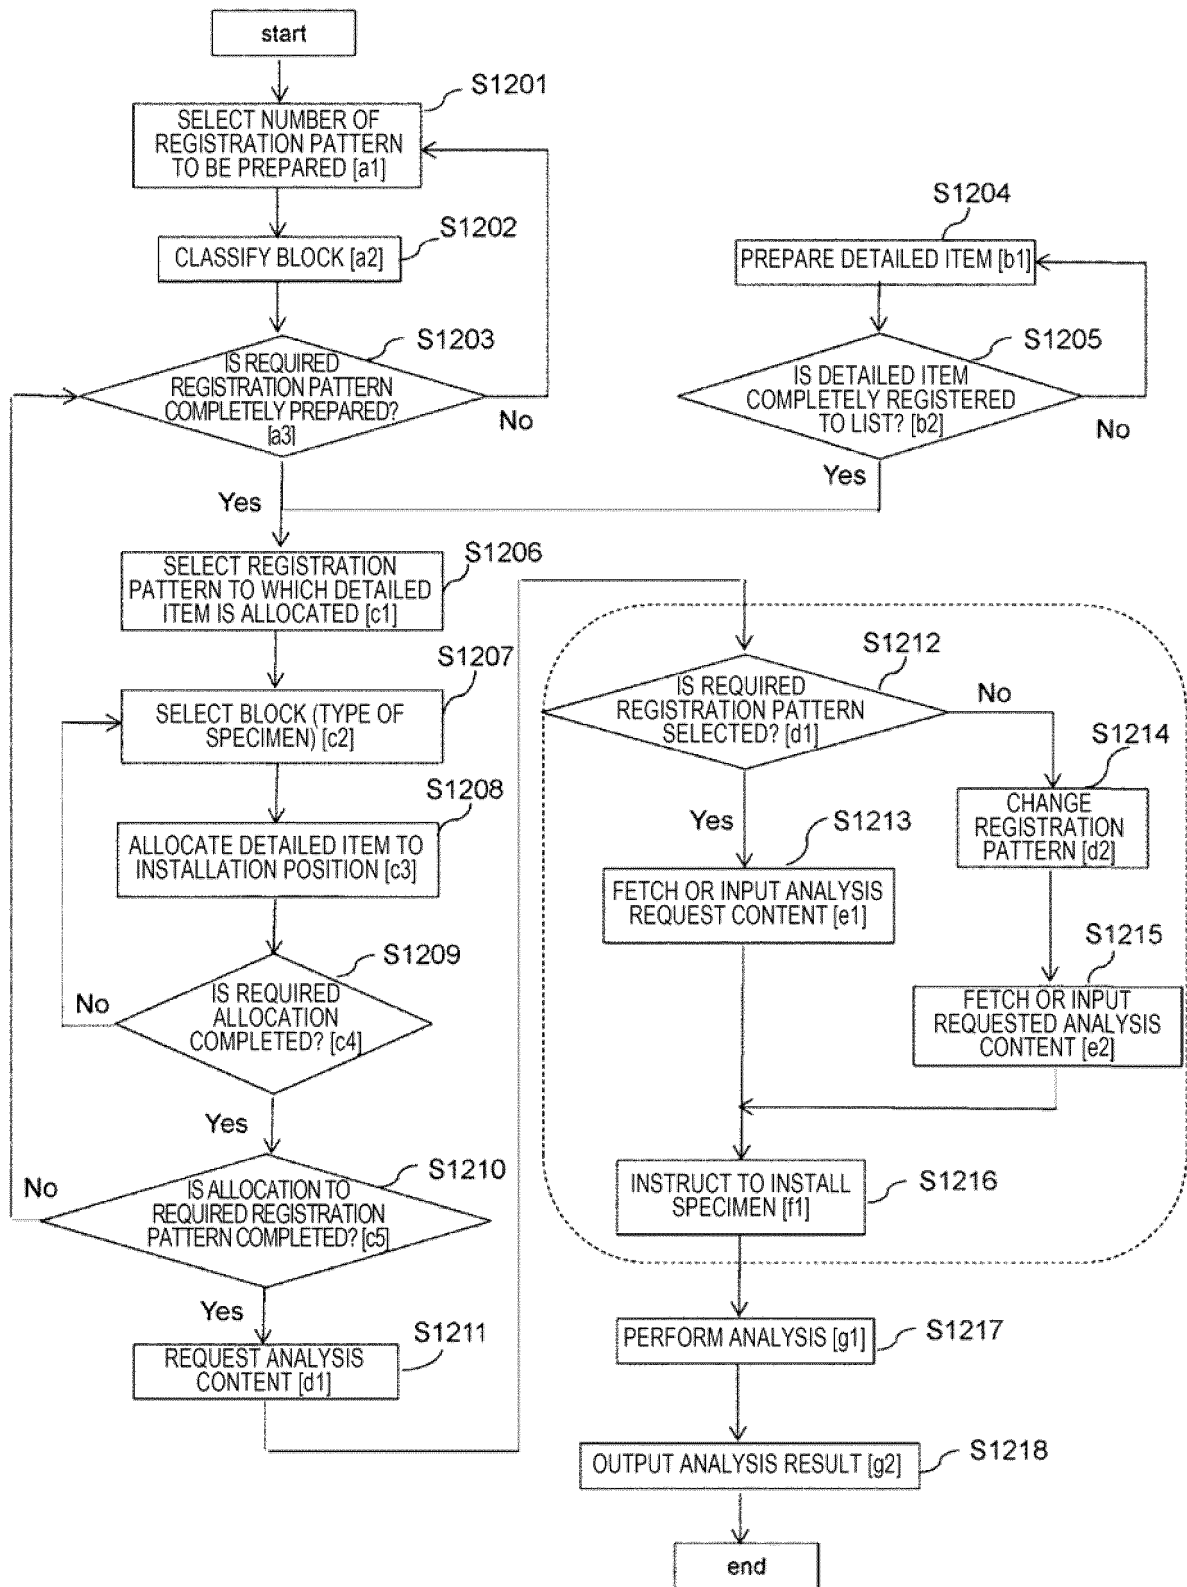 start
S1201
SELECT NUMBER OF
REGISTRATION PATTERN
TO BE PREPARED [a1]
S1202
CLASSIFY BLOCK [a2]
S1203
IS REQUIRED
REGISTRATION PATTERN
COMPLETELY PREPARED?
[a3]
No
Yes
S1204
PREPARE DETAILED ITEM [b1]
S1205
IS DETAILED ITEM
COMPLETELY REGISTERED
TO LIST? [b2]
No
Yes
S1206
SELECT REGISTRATION
PATTERN TO WHICH DETAILED
ITEM IS ALLOCATED [c1]
S1207
SELECT BLOCK (TYPE OF
SPECIMEN) [c2]
S1208
ALLOCATE DETAILED ITEM TO
INSTALLATION POSITION [c3]
S1209
IS REQUIRED
ALLOCATION
COMPLETED? [c4]
No
Yes
S1210
IS ALLOCATION TO
REQUIRED REGISTRATION
PATTERN COMPLETED? [c5]
No
Yes
S1211
REQUEST ANALYSIS
CONTENT [d1]
S1212
IS REQUIRED
REGISTRATION PATTERN
SELECTED? [d1]
No
Yes
S1213
FETCH OR INPUT ANALYSIS
REQUEST CONTENT [e1]
S1214
CHANGE
REGISTRATION
PATTERN [d2]
S1215
FETCH OR INPUT
REQUESTED ANALYSIS
CONTENT [e2]
S1216
INSTRUCT TO INSTALL
SPECIMEN [f1]
S1217
PERFORM ANALYSIS [g1]
S1218
OUTPUT ANALYSIS RESULT [g2]
end